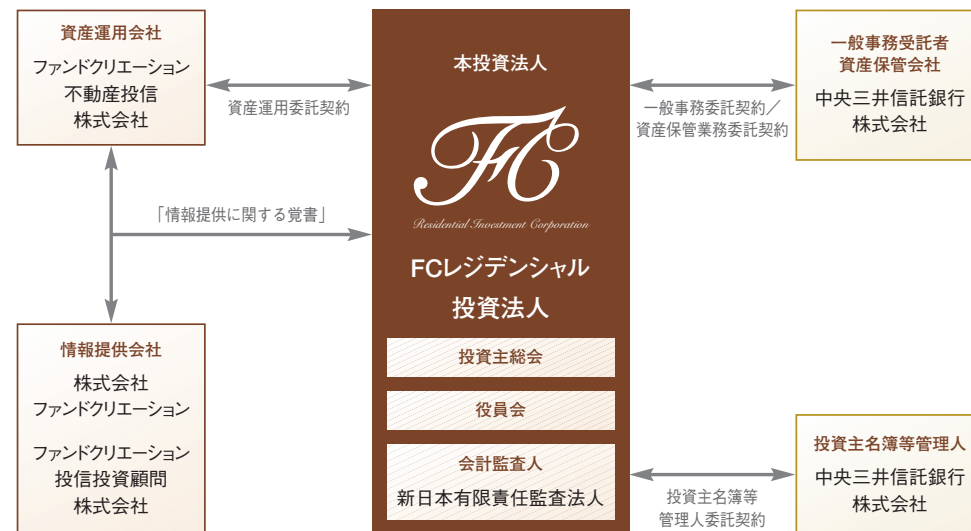 資産運用会社
ファンドクリエーション
不動産投信
株式会社
資産運用委託契約
「情報提供に関する覚書」
情報提供会社
株式会社
ファンドクリエーション
ファンドクリエーション
投信投資顧問
株式会社
本投資法人
FC
Residential Investment Corporation
FCレジデンシャル
投資法人
投資主総会
役員会
会計監査人
新日本有限責任監査法人
一般事務受託者
資産保管会社
中央三井信託銀行
株式会社
一般事務委託契約／
資産保管業務委託契約
投資主名簿等管理人
中央三井信託銀行
株式会社
投資主名簿等
管理人委託契約